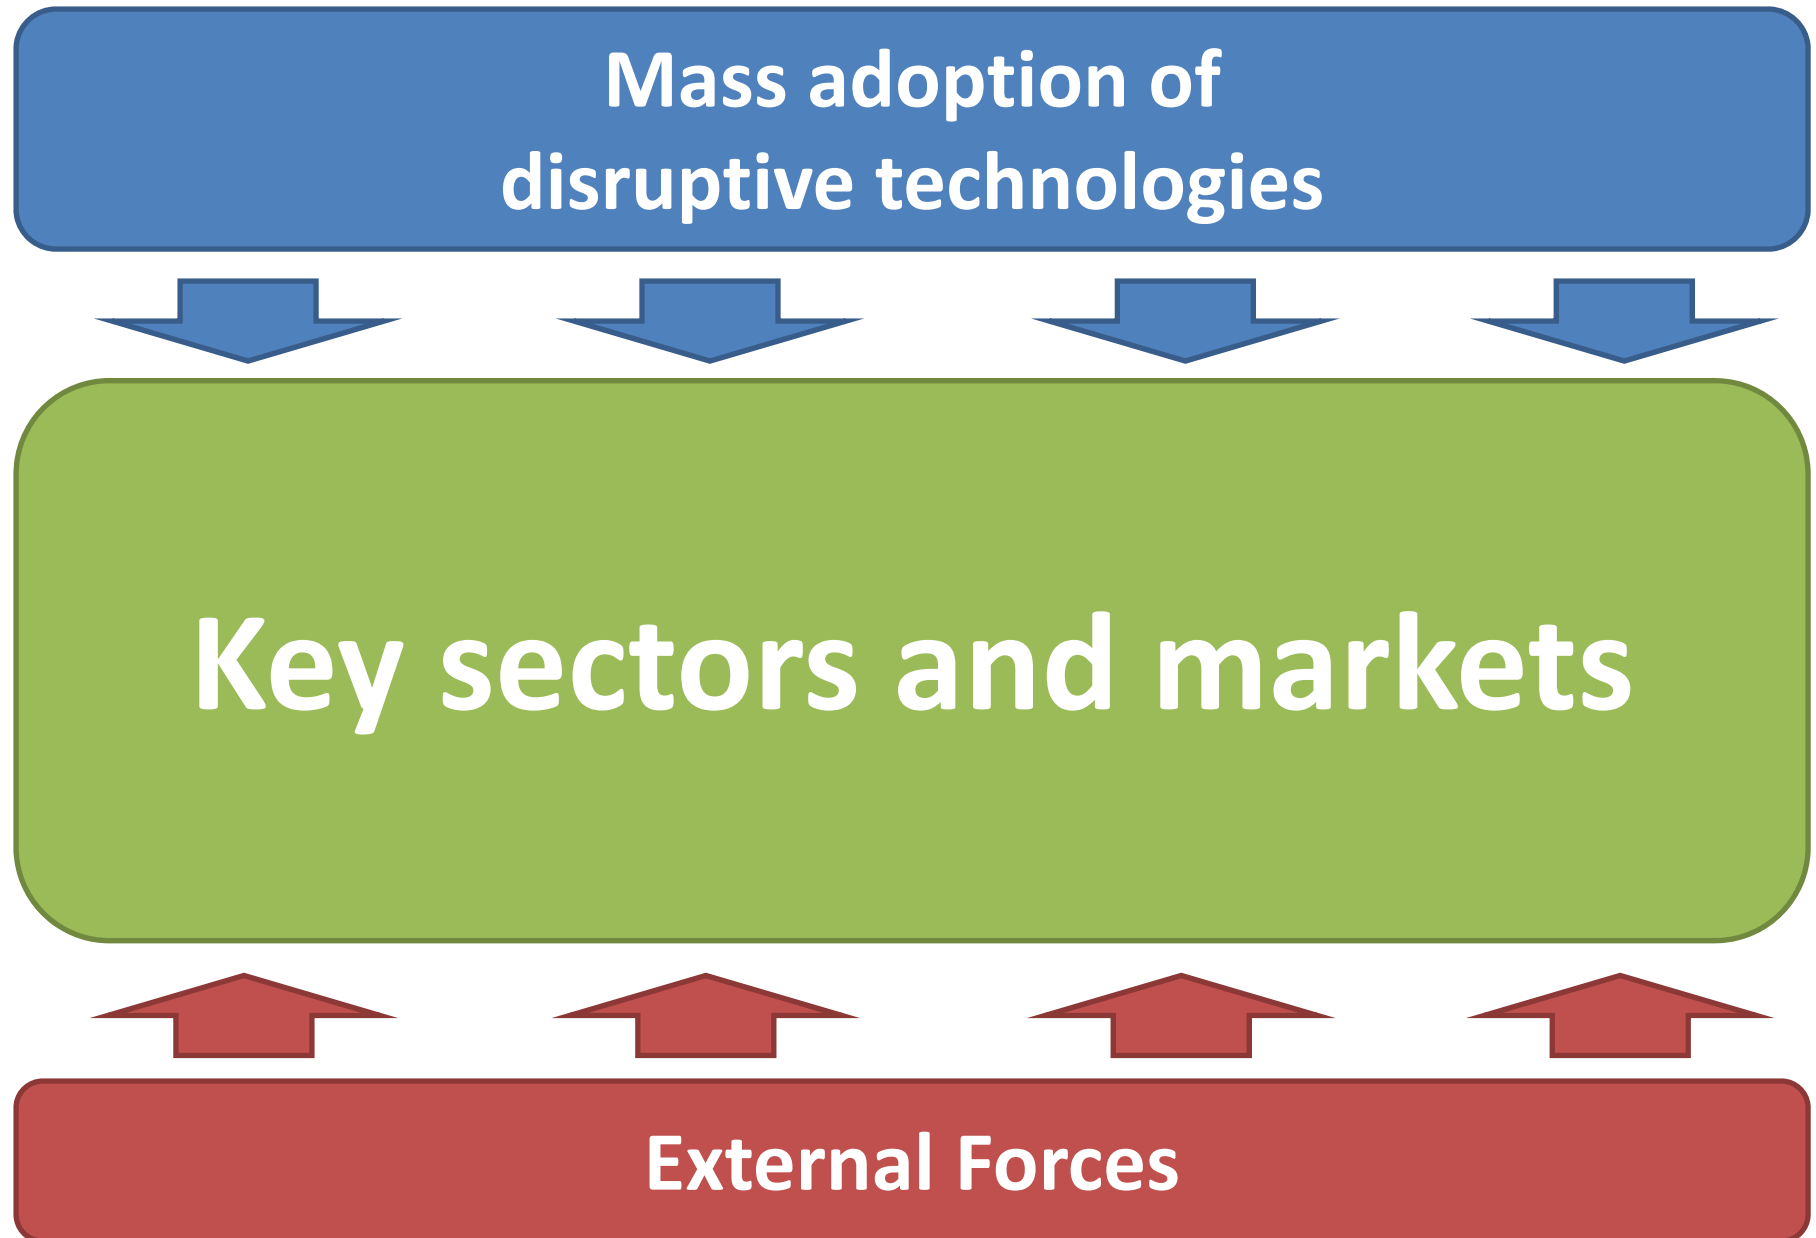 Mass adoption of
disruptive technologies
Key sectors and markets
External Forces